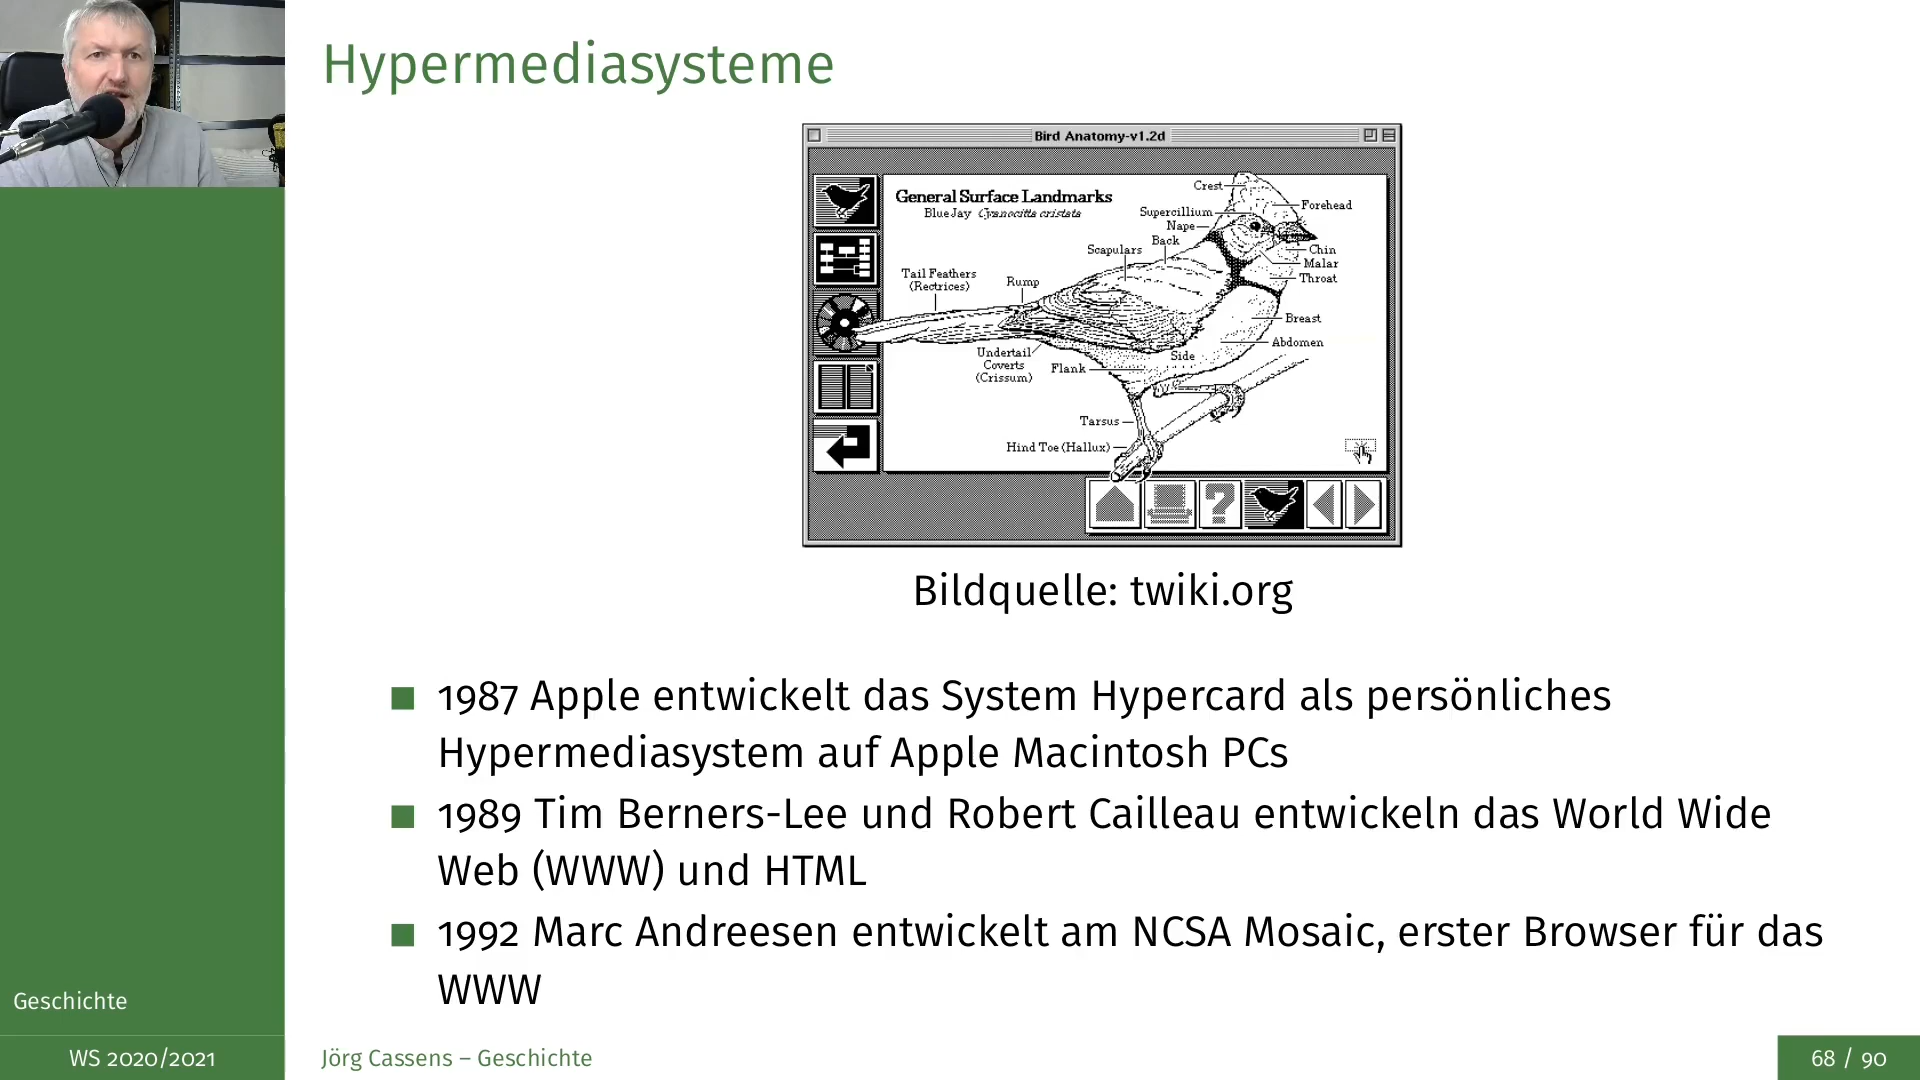 Hypermediasysteme
Bird Anatomy-v1.2d
General Surface Landmarks
Blue Jay Cyanocitta cristata
Crest
Forehead
Supercillium
Nape
Back
Scapulars
Chin
Malar
Throat
Tail Feathers
(Rectrices)
Rump
Breast
Abdomen
Undertail
Coverts
(Crissum)
Side
Flank
Tarsus
Hind Toe (Hallux)
?
Bildquelle: twiki.org
1987 Apple entwickelt das System Hypercard als persönliches
Hypermediasystem auf Apple Macintosh PCs
1989 Tim Berners-Lee und Robert Cailleau entwickeln das World Wide
Web (WWW) und HTML
1992 Marc Andreesen entwickelt am NCSA Mosaic, erster Browser für das
WWW
Geschichte
WS 2020/2021
Jörg Cassens – Geschichte
68 / 90